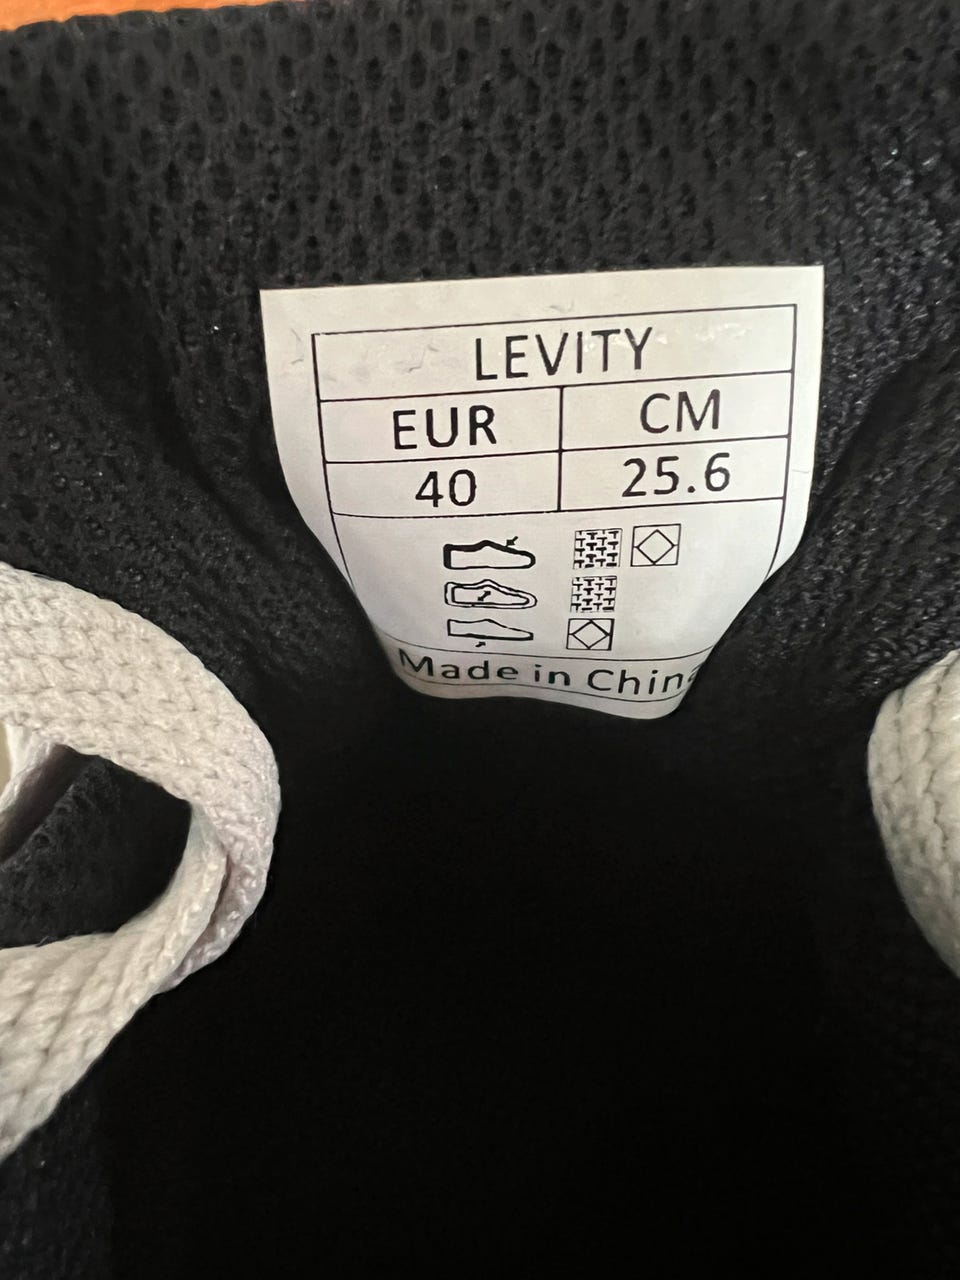 LEVITY
EUR CM
40 25.6
Made in China